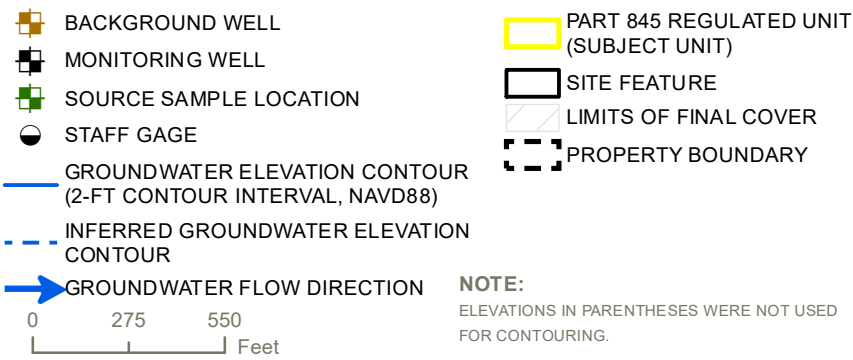 BACKGROUND WELL
MONITORING WELL
SOURCE SAMPLE LOCATION
STAFF GAGE
GROUNDWATER ELEVATION CONTOUR
(2-FT CONTOUR INTERVAL, NAVD88)
INFERRED GROUNDWATER ELEVATION
CONTOUR
GROUNDWATER FLOW DIRECTION
0 275 550
Feet
PART 845 REGULATED UNIT
(SUBJECT UNIT)
SITE FEATURE
LIMITS OF FINAL COVER
PROPERTY BOUNDARY
NOTE:
ELEVATIONS IN PARENTHESES WERE NOT USED
FOR CONTOURING.